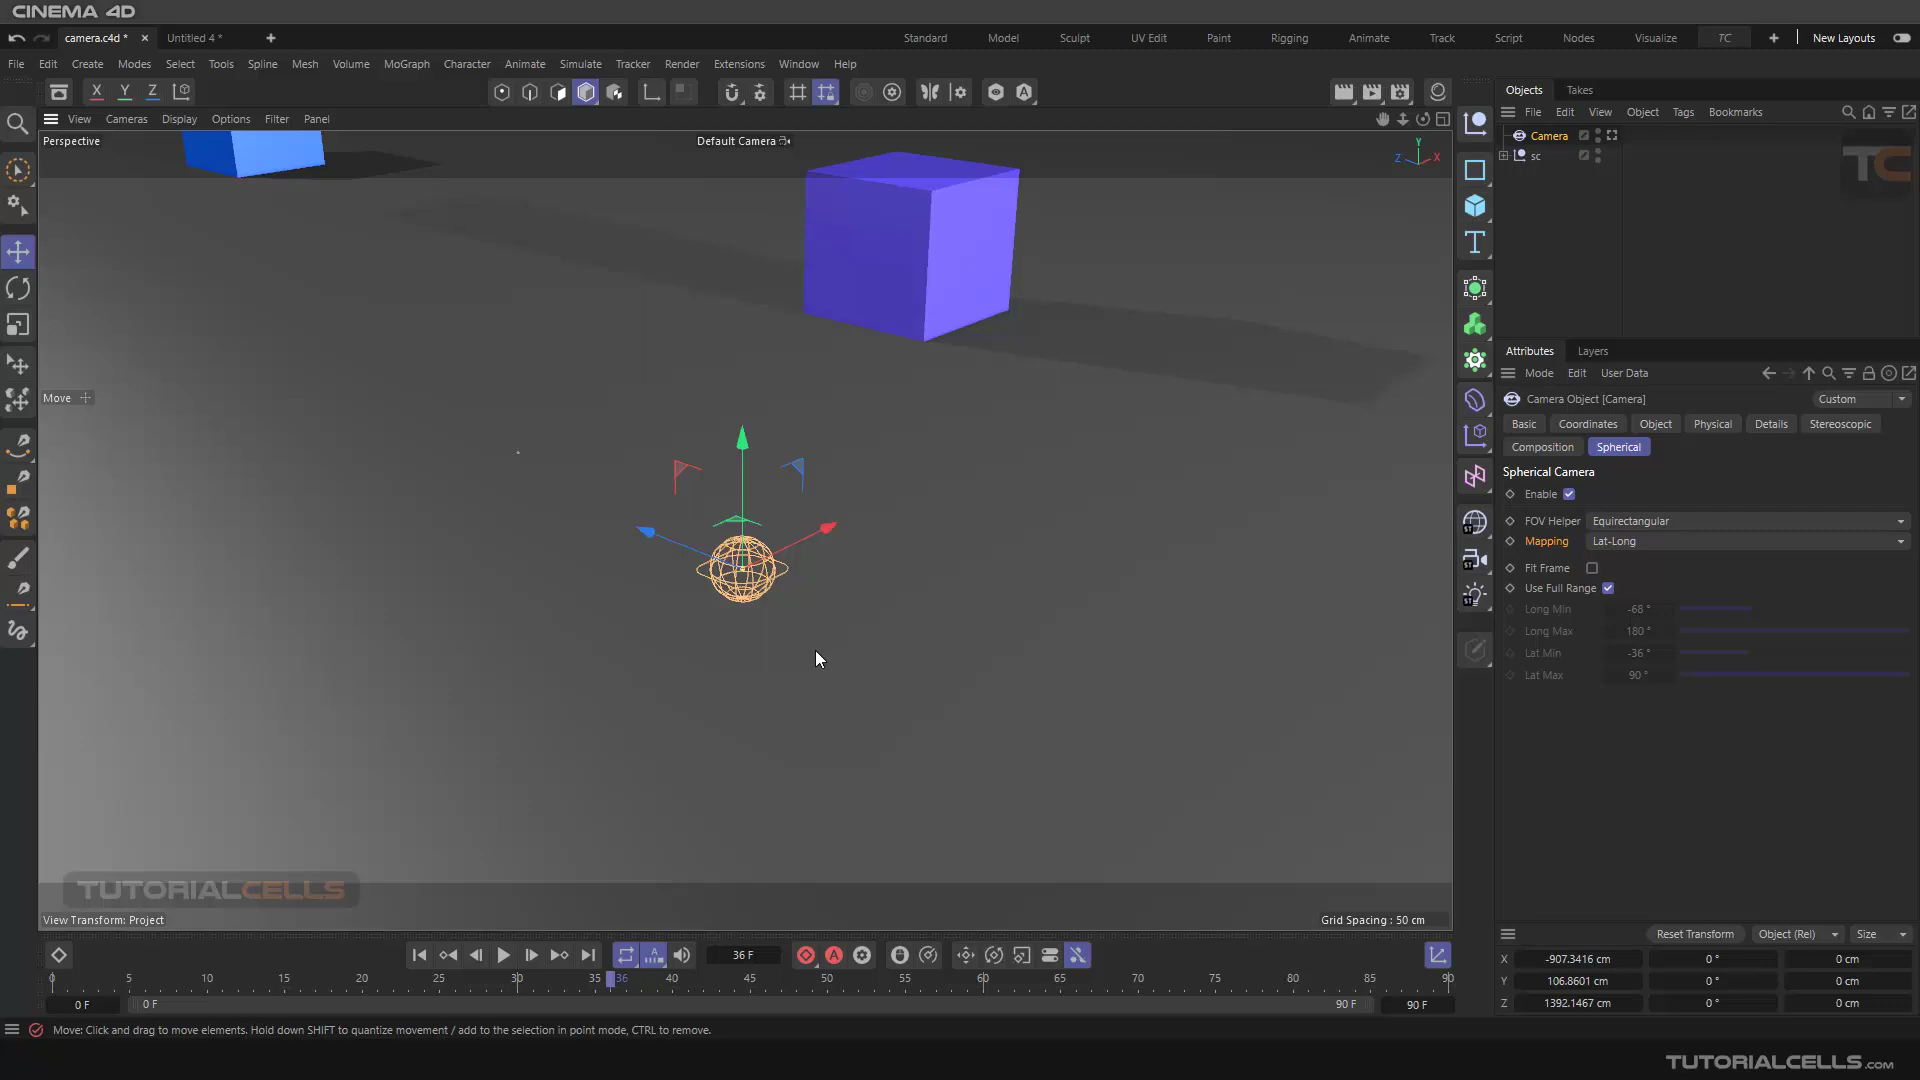 CINEMA 4D
camera.c4d * Untitled 4 * Standard Model Sculpt UV Edit Paint Rigging Animate Track Script Nodes Visualize TC New Layouts
File Edit Create Modes Select Tools Spline Mesh Volume MoGraph Character Animate Simulate Tracker Render Extensions Window Help
X Y Z
Objects Takes
View Cameras Display Options Filter Panel
File Edit View Object Tags Bookmarks
Perspective
Default Camera
Y
Z X
Camera
sc
TC
Attributes Layers
Mode Edit User Data
Move
Camera Object [Camera] Custom
Basic Coordinates Object Physical Details Stereoscopic
Composition Spherical
Spherical Camera
Enable
FOV Helper Equirectangular
Mapping Lat-Long
Fit Frame
Use Full Range
Long Min -68 °
Long Max 180 °
Lat Min -36 °
Lat Max 90 °
ST
ST
ST
TUTORIALCELLS
View Transform: Project
Grid Spacing : 50 cm
Reset Transform Object (Rel) Size
36 F
X -907.3416 cm 0 ° 0 cm
0 5 10 15 20 25 30 35 36 40 45 50 55 60 65 70 75 80 85 90
Y 106.8601 cm 0 ° 0 cm
0 F 0 F 90 F 90 F
Z 1392.1467 cm 0 ° 0 cm
Move: Click and drag to move elements. Hold down SHIFT to quantize movement / add to the selection in point mode, CTRL to remove.
TUTORIALCELLS.com